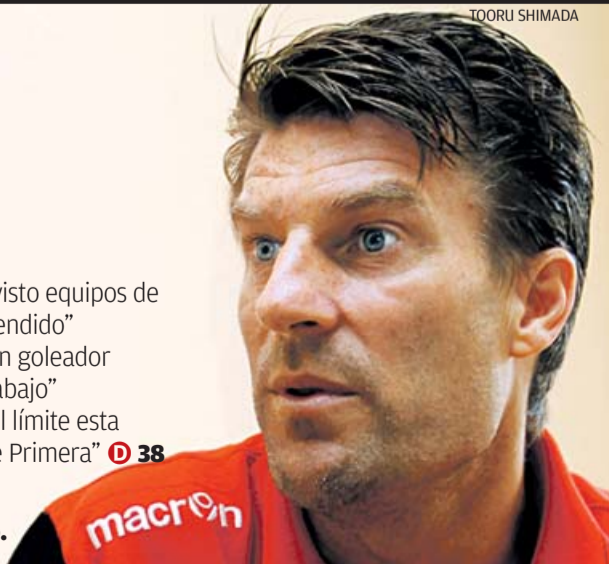 TOORU SHIMADA
visto equipos de
endido”
n goleador
abajo”
l límite esta
e Primera” D 38
macron